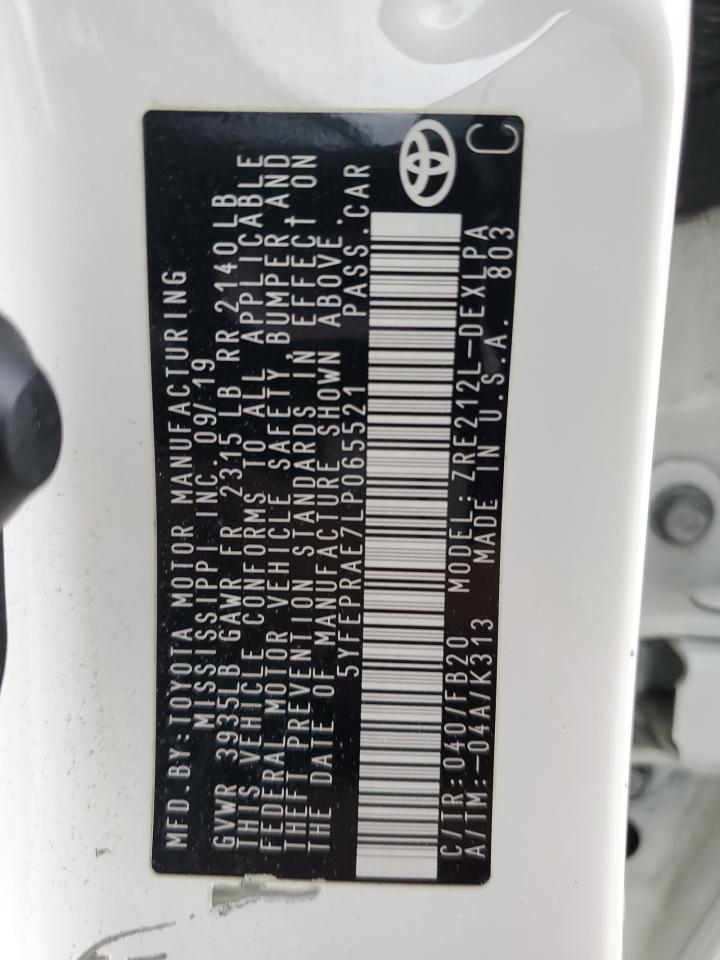 MFD.BY:TOYOTA MOTOR MANUFACTURING
MISSISSIPPI INC. 09/19
GVWR 3935LB GAWR FR 2315 LB RR 2140LB
THIS VEHICLE CONFORMS TO ALL APPLICABLE
FEDERAL MOTOR VEHICLE SAFETY, BUMPER AND
THEFT PREVENTION STANDARDS IN EFFECT ON
THE DATE OF MANUFACTURE SHOWN ABOVE.
5YFEPRAE7LP065521 PASS.CAR
C/TR:040/FB20 MODEL:ZRE212L-DEXLPA
A/TM:-04A/K313 MADE IN U.S.A. 803
C